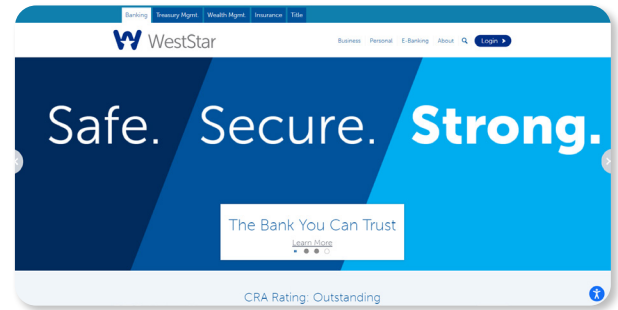 Banking Treasury Mgmt. Wealth Mgmt. Insurance Title
WestStar
Business Personal E-Banking About Login
Safe. Secure. Strong.
The Bank You Can Trust
Learn More
CRA Rating: Outstanding